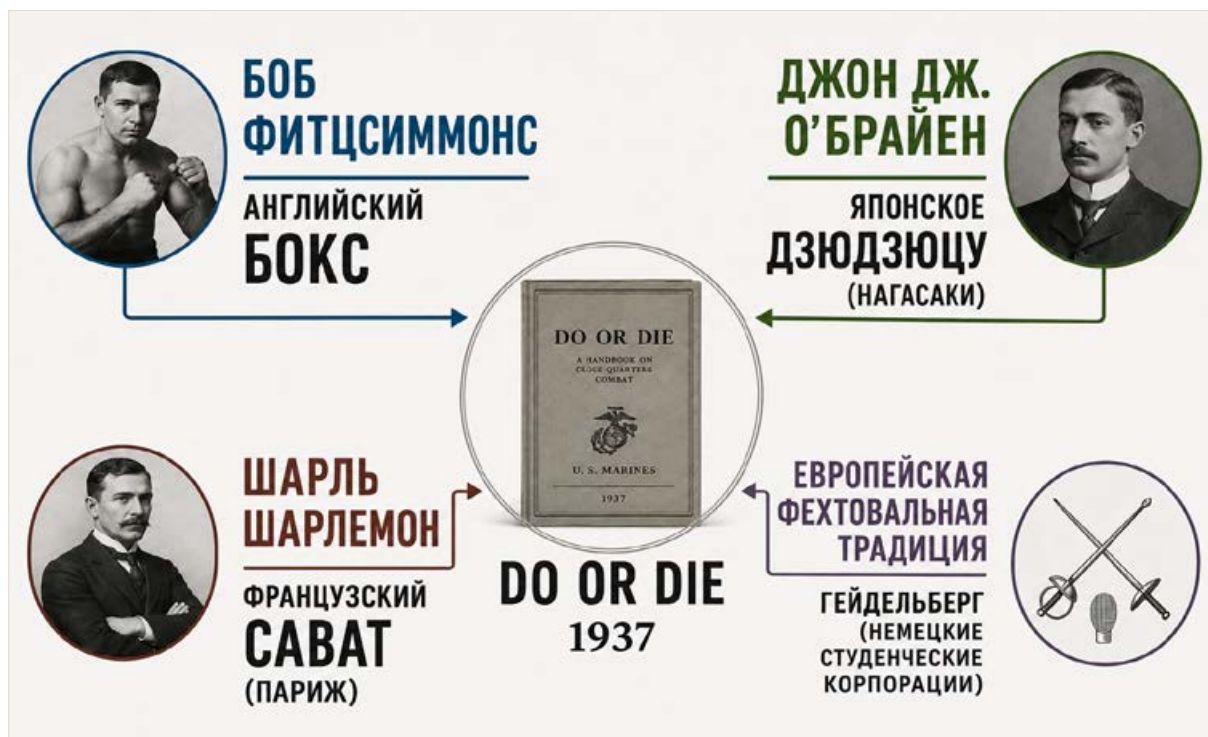 БОБ
ФИТЦСИММОНС
АНГЛИЙСКИЙ
БОКС
ДЖОН ДЖ.
О’БРАЙЕН
ЯПОНСКОЕ
ДЗЮДЗЮЦУ
(НАГАСАКИ)
DO OR DIE
A HANDBOOK ON
CLOCE-QUARTERS
COMBAT
U. S. MARINES
1937
ШАРЛЬ
ШАРЛЕМОН
ФРАНЦУЗСКИЙ
САВАТ
(ПАРИЖ)
DO OR DIE
1937
ЕВРОПЕЙСКАЯ
ФЕХТОВАЛЬНАЯ
ТРАДИЦИЯ
ГЕЙДЕЛЬБЕРГ
(НЕМЕЦКИЕ
СТУДЕНЧЕСКИЕ
КОРПОРАЦИИ)